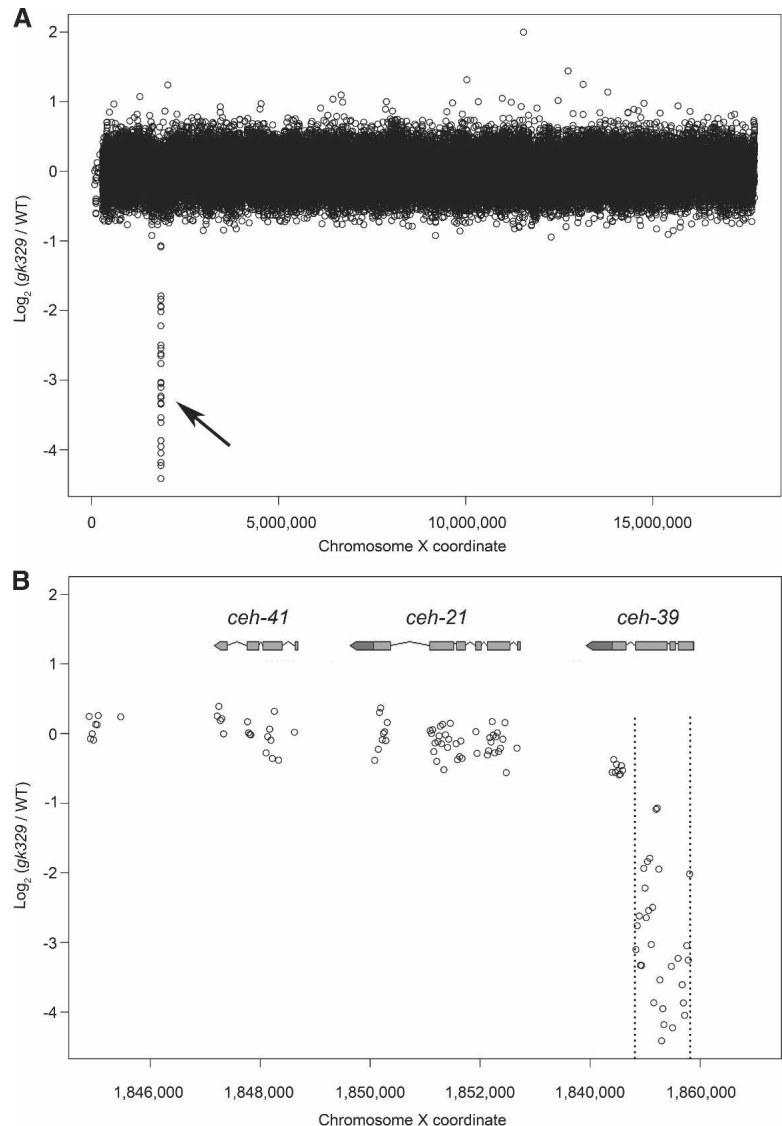 A
2
1
0
-1
-2
-3
-4
Log2 (gk329 / WT)
0 5,000,000 10,000,000 15,000,000
Chromosome X coordinate
B
2
1
0
-1
-2
-3
-4
Log2 (gk329 / WT)
ceh-41 ceh-21 ceh-39
1,846,000 1,848,000 1,850,000 1,852,000 1,840,000 1,860,000
Chromosome X coordinate